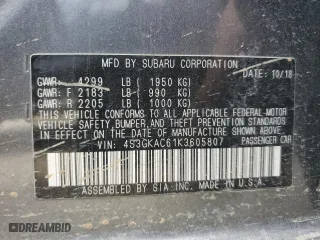 MFD BY SUBARU CORPORATION
GVWR: 4299 LB (1950 KG) DATE: 10/18
GAWR: F 2183 LB( 990 KG)
GAWR: R 2205 LB (1000 KG)
THIS VEHICLE CONFORMS TO ALL APPLICABLE FEDERAL MOTOR
VEHICLE SAFETY, BUMPER, AND THEFT PREVENTION STANDARDS
IN EFFECT ON THE DATE OF MANUFACTURE SHOWN ABOVE.
VIN: 4S3GKAC61K3605807 PASSENGER CAR
ASSEMBLED BY SIA INC. MADE IN U.S.A.